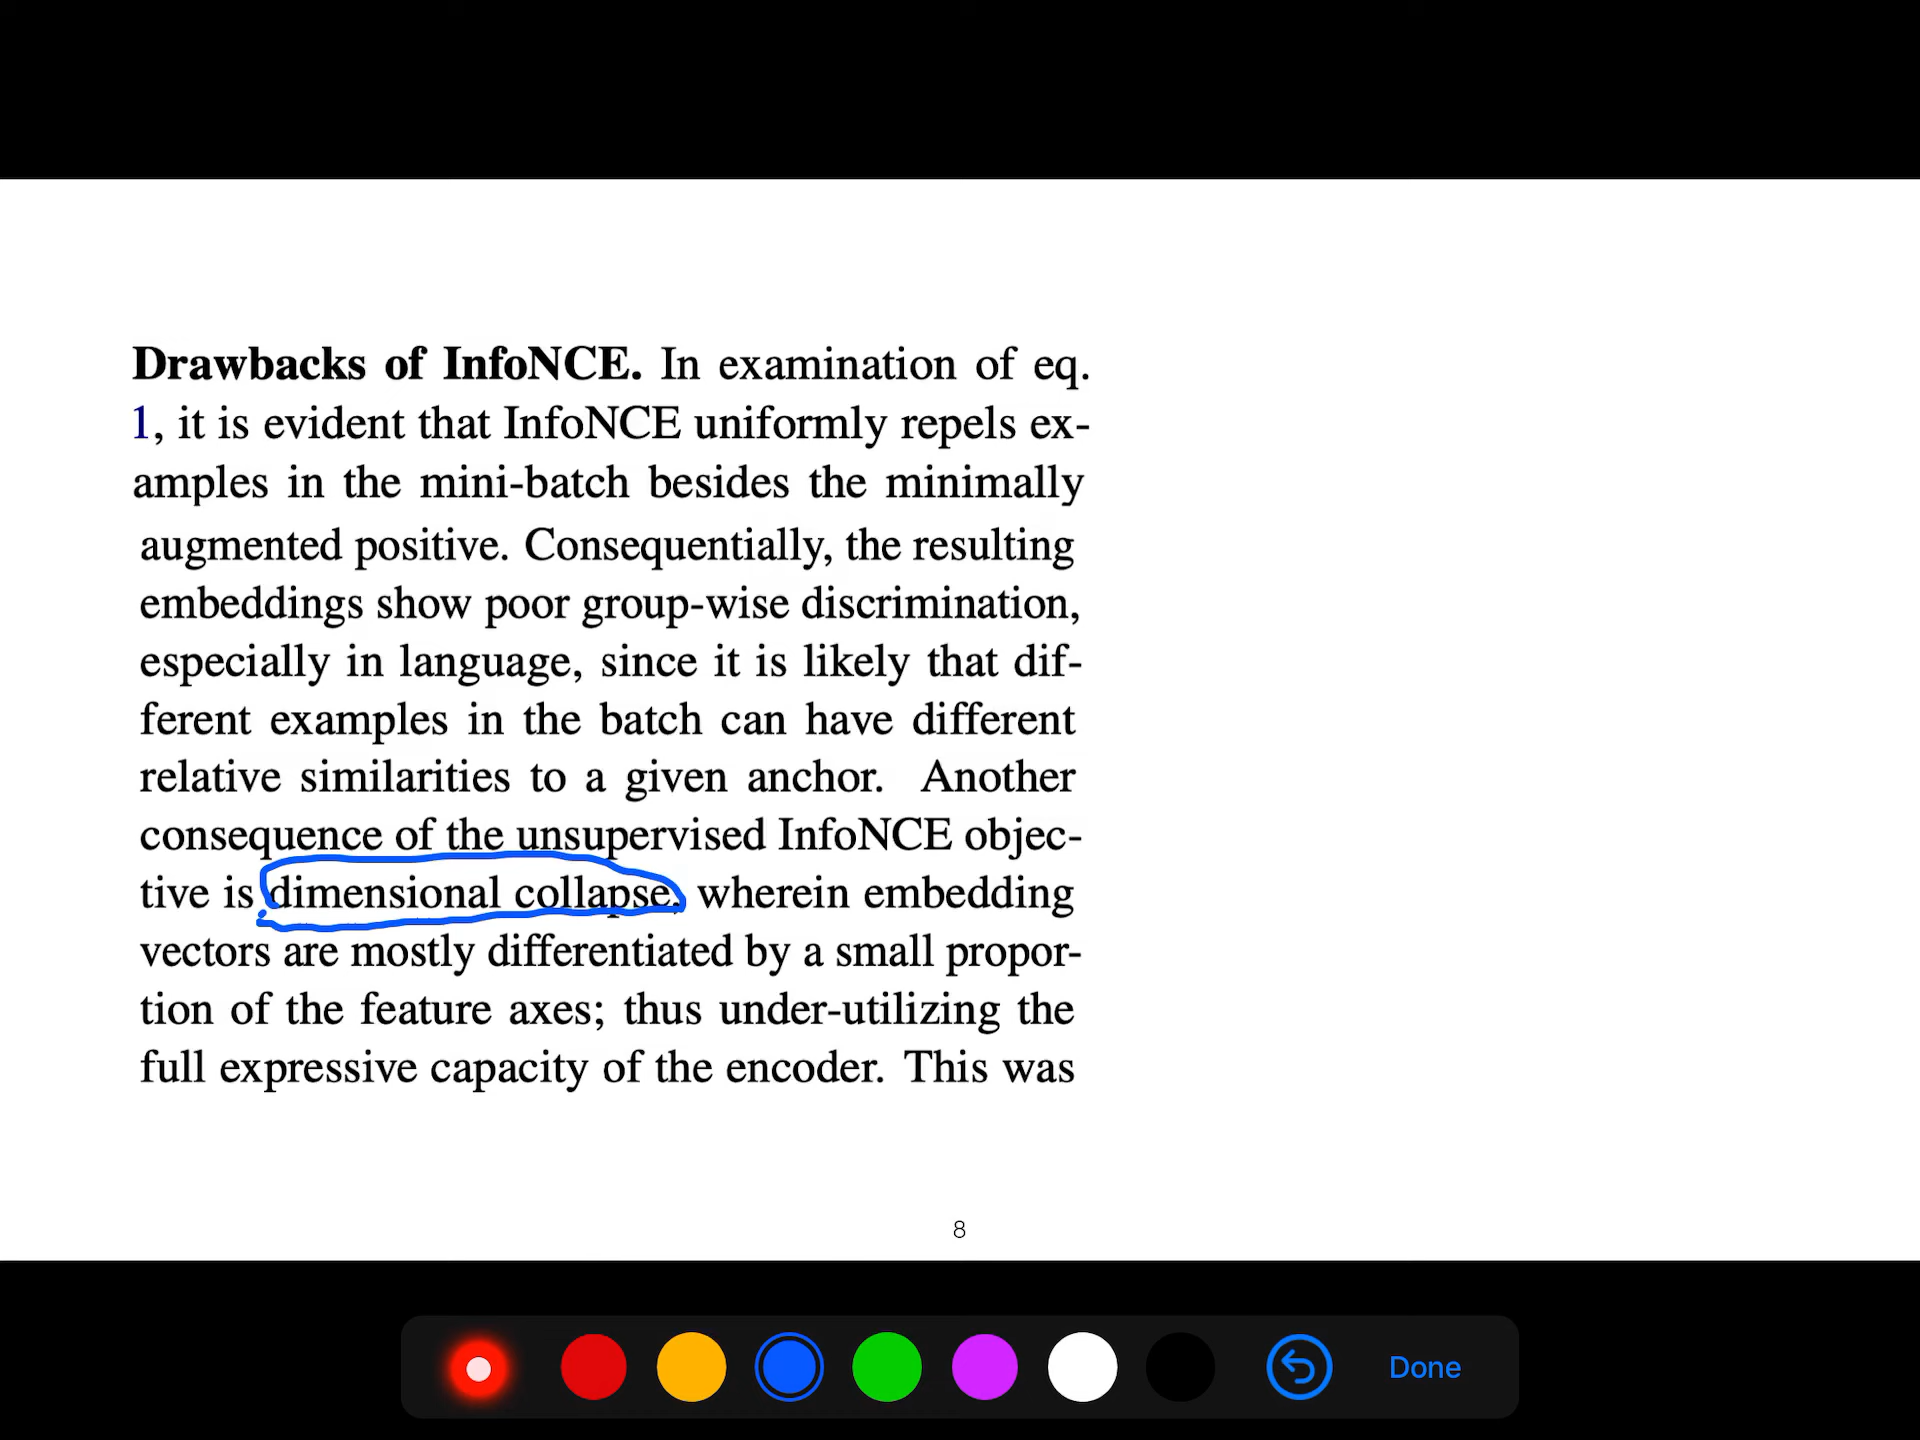 Drawbacks of InfoNCE. In examination of eq.
1, it is evident that InfoNCE uniformly repels ex-
amples in the mini-batch besides the minimally
augmented positive. Consequentially, the resulting
embeddings show poor group-wise discrimination,
especially in language, since it is likely that dif-
ferent examples in the batch can have different
relative similarities to a given anchor. Another
consequence of the unsupervised InfoNCE objec-
tive is dimensional collapse, wherein embedding
vectors are mostly differentiated by a small propor-
tion of the feature axes; thus under-utilizing the
full expressive capacity of the encoder. This was
8
Done